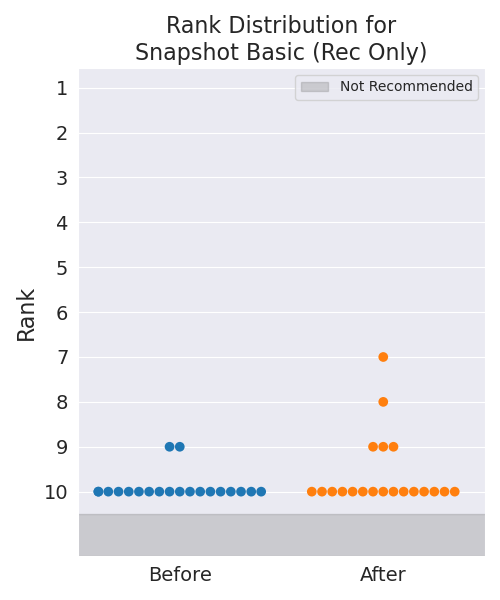 Rank Distribution for
Snapshot Basic (Rec Only)
Not Recommended
1
2
3
4
5
6
7
8
9
10
Rank
Before
After